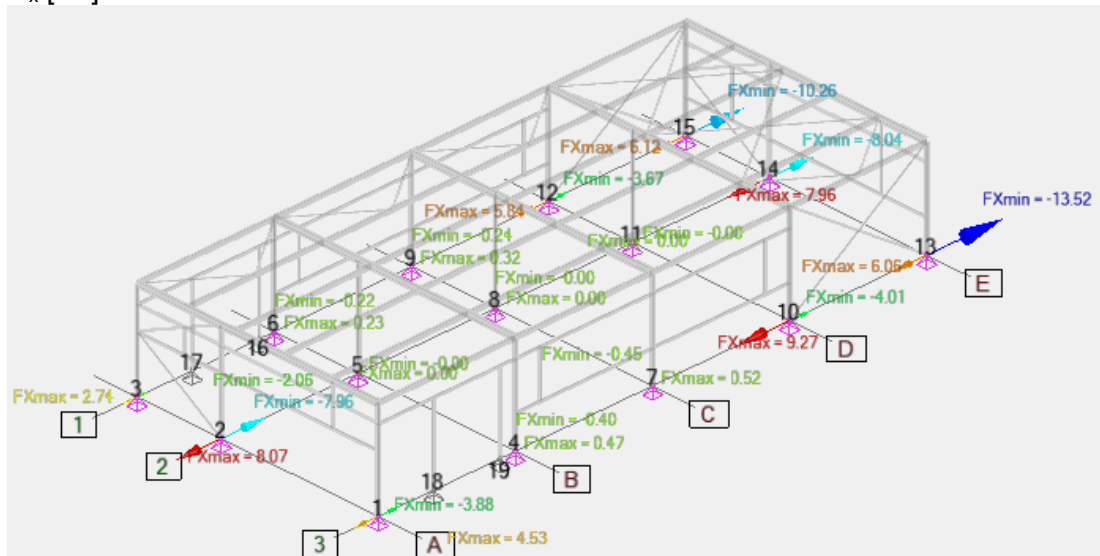 FXmin = -10.26
15
FXmax = 6.12
FXmin = -8.04
14
FXmax = 7.96
12
FXmin = -3.67
FXmax = 5.84
FXmin = -13.52
FXmin = -0.24
11
FXmin = -0.00
FXmax = 0.00
9
FXmax = 0.32
13
FXmax = 6.06
E
FXmin = -0.00
8
FXmax = 0.00
FXmin = -4.01
10
FXmax = 9.27
D
FXmin = -0.22
6
FXmax = 0.23
16
17
FXmin = -0.00
5
Xmax = 0.00
FXmin = -0.45
7
FXmax = 0.52
C
FXmin = -2.06
3
FXmax = 2.74
1
FXmin = -7.96
2
FXmax = 8.07
2
FXmin = -0.40
4
FXmax = 0.47
19
B
18
FXmin = -3.88
1
FXmax = 4.53
3
A